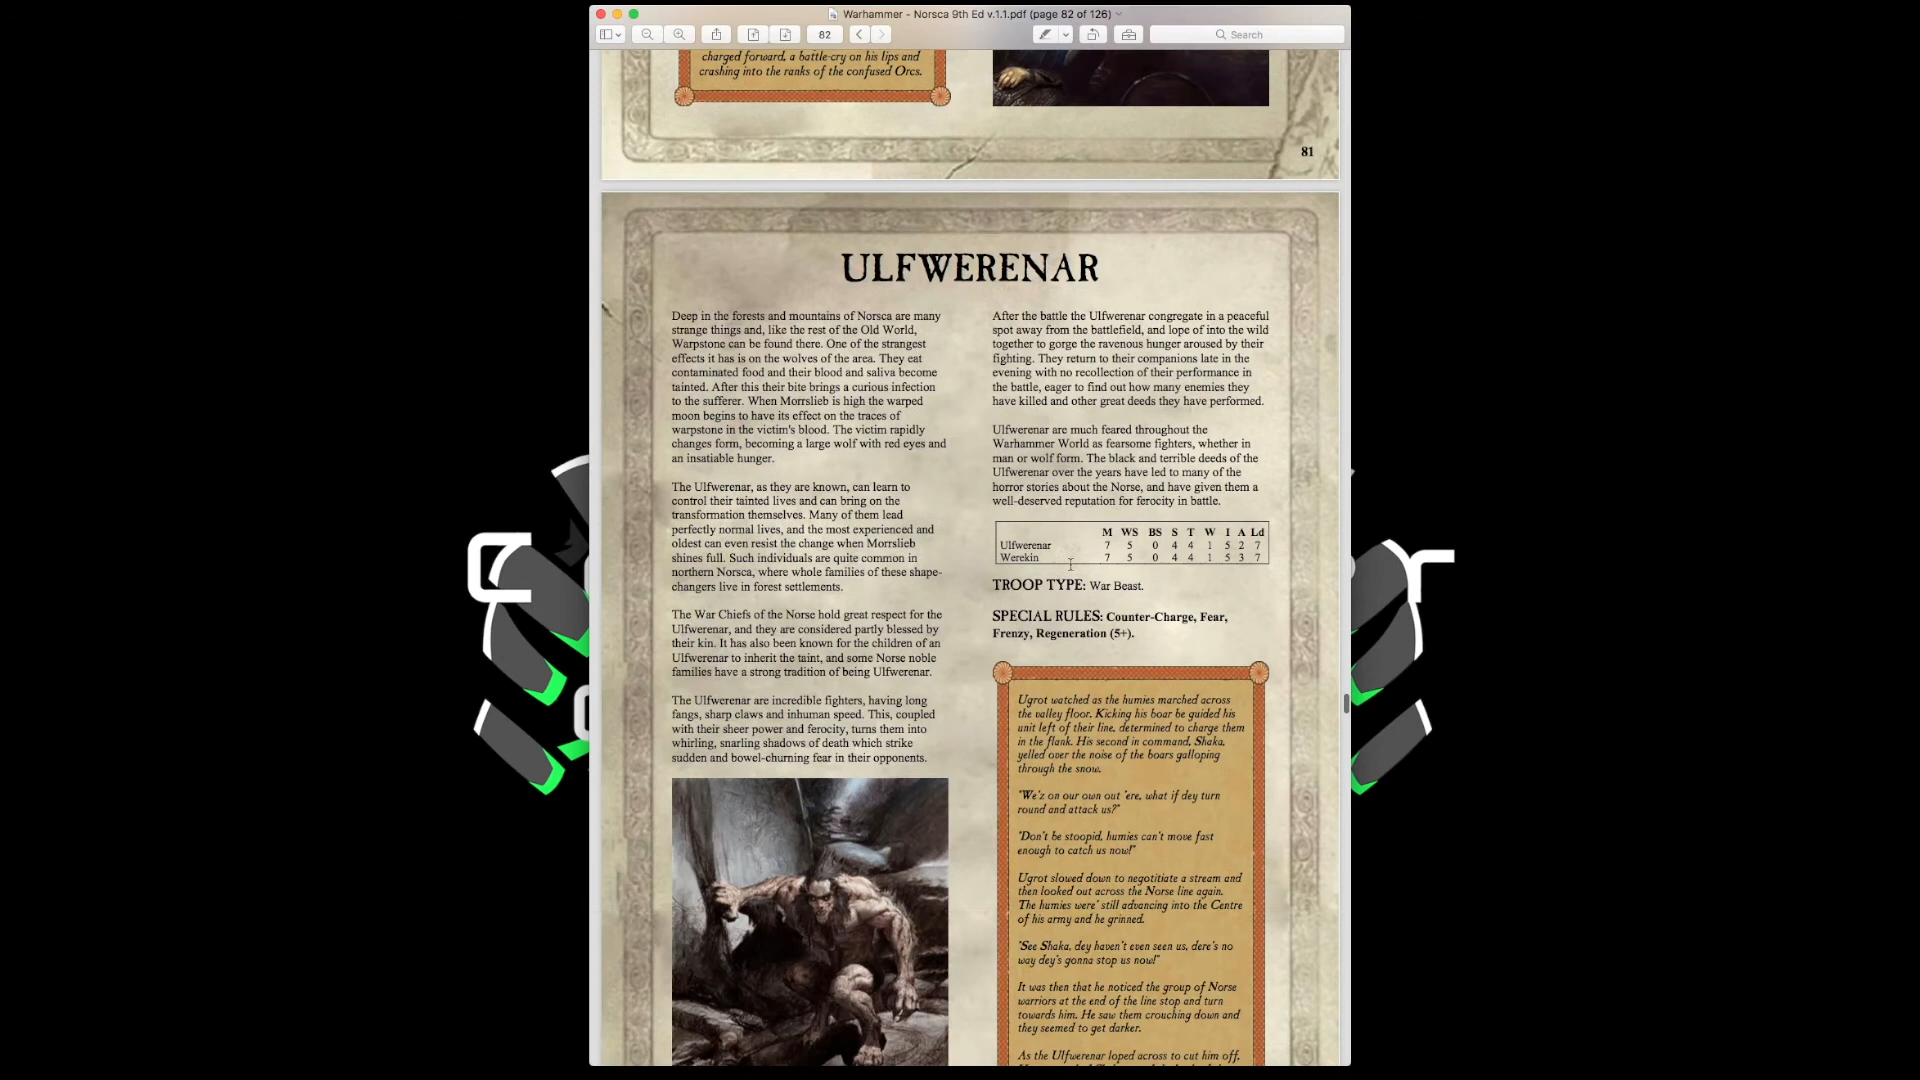 Warhammer - Norsca 9th Ed v.1.1.pdf (page 82 of 126)
82
Search
charged forward, a battle-cry on his lips and
crashing into the ranks of the confused Orcs.
81
ULFWERENAR
Deep in the forests and mountains of Norsca are many
strange things and, like the rest of the Old World,
Warpstone can be found there. One of the strangest
effects it has is on the wolves of the area. They eat
contaminated food and their blood and saliva become
tainted. After this their bite brings a curious infection
to the sufferer. When Morrslieb is high the warped
moon begins to have its effect on the traces of
warpstone in the victim's blood. The victim rapidly
changes form, becoming a large wolf with red eyes and
an insatiable hunger.
The Ulfwerenar, as they are known, can learn to
control their tainted lives and can bring on the
transformation themselves. Many of them lead
perfectly normal lives, and the most experienced and
oldest can even resist the change when Morrslieb
shines full. Such individuals are quite common in
northern Norsca, where whole families of these shape-
changers live in forest settlements.
The War Chiefs of the Norse hold great respect for the
Ulfwerenar, and they are considered partly blessed by
their kin. It has also been known for the children of an
Ulfwerenar to inherit the taint, and some Norse noble
families have a strong tradition of being Ulfwerenar.
The Ulfwerenar are incredible fighters, having long
fangs, sharp claws and inhuman speed. This, coupled
with their sheer power and ferocity, turns them into
whirling, snarling shadows of death which strike
sudden and bowel-churning fear in their opponents.
After the battle the Ulfwerenar congregate in a peaceful
spot away from the battlefield, and lope of into the wild
together to gorge the ravenous hunger aroused by their
fighting. They return to their companions late in the
evening with no recollection of their performance in
the battle, eager to find out how many enemies they
have killed and other great deeds they have performed.
Ulfwerenar are much feared throughout the
Warhammer World as fearsome fighters, whether in
man or wolf form. The black and terrible deeds of the
Ulfwerenar over the years have led to many of the
horror stories about the Norse, and have given them a
well-deserved reputation for ferocity in battle.
M WS BS S T W I A Ld
Ulfwerenar 7 5 0 4 4 1 5 2 7
Werekin 7 5 0 4 4 1 5 3 7
TROOP TYPE: War Beast.
SPECIAL RULES: Counter-Charge, Fear,
Frenzy, Regeneration (5+).
Ugrot watched as the humies marched across
the valley floor. Kicking his boar be guided his
unit left of their line, determined to charge them
in the flank. His second in command, Shaka,
yelled over the noise of the boars galloping
through the snow.
"We'z on our own out 'ere, what if dey turn
round and attack us?"
"Don't be stoopid, humies can't move fast
enough to catch us now!"
Ugrot slowed down to negotitiate a stream and
then looked out across the Norse line again.
The humies were' still advancing into the Centre
of his army and he grinned.
"See Shaka, dey haven't even seen us, dere's no
way dey's gonna stop us now!"
It was then that he noticed the group of Norse
warriors at the end of the line stop and turn
towards him. He saw them crouching down and
they seemed to get darker.
As the Ulfwerenar loped across to cut him off,